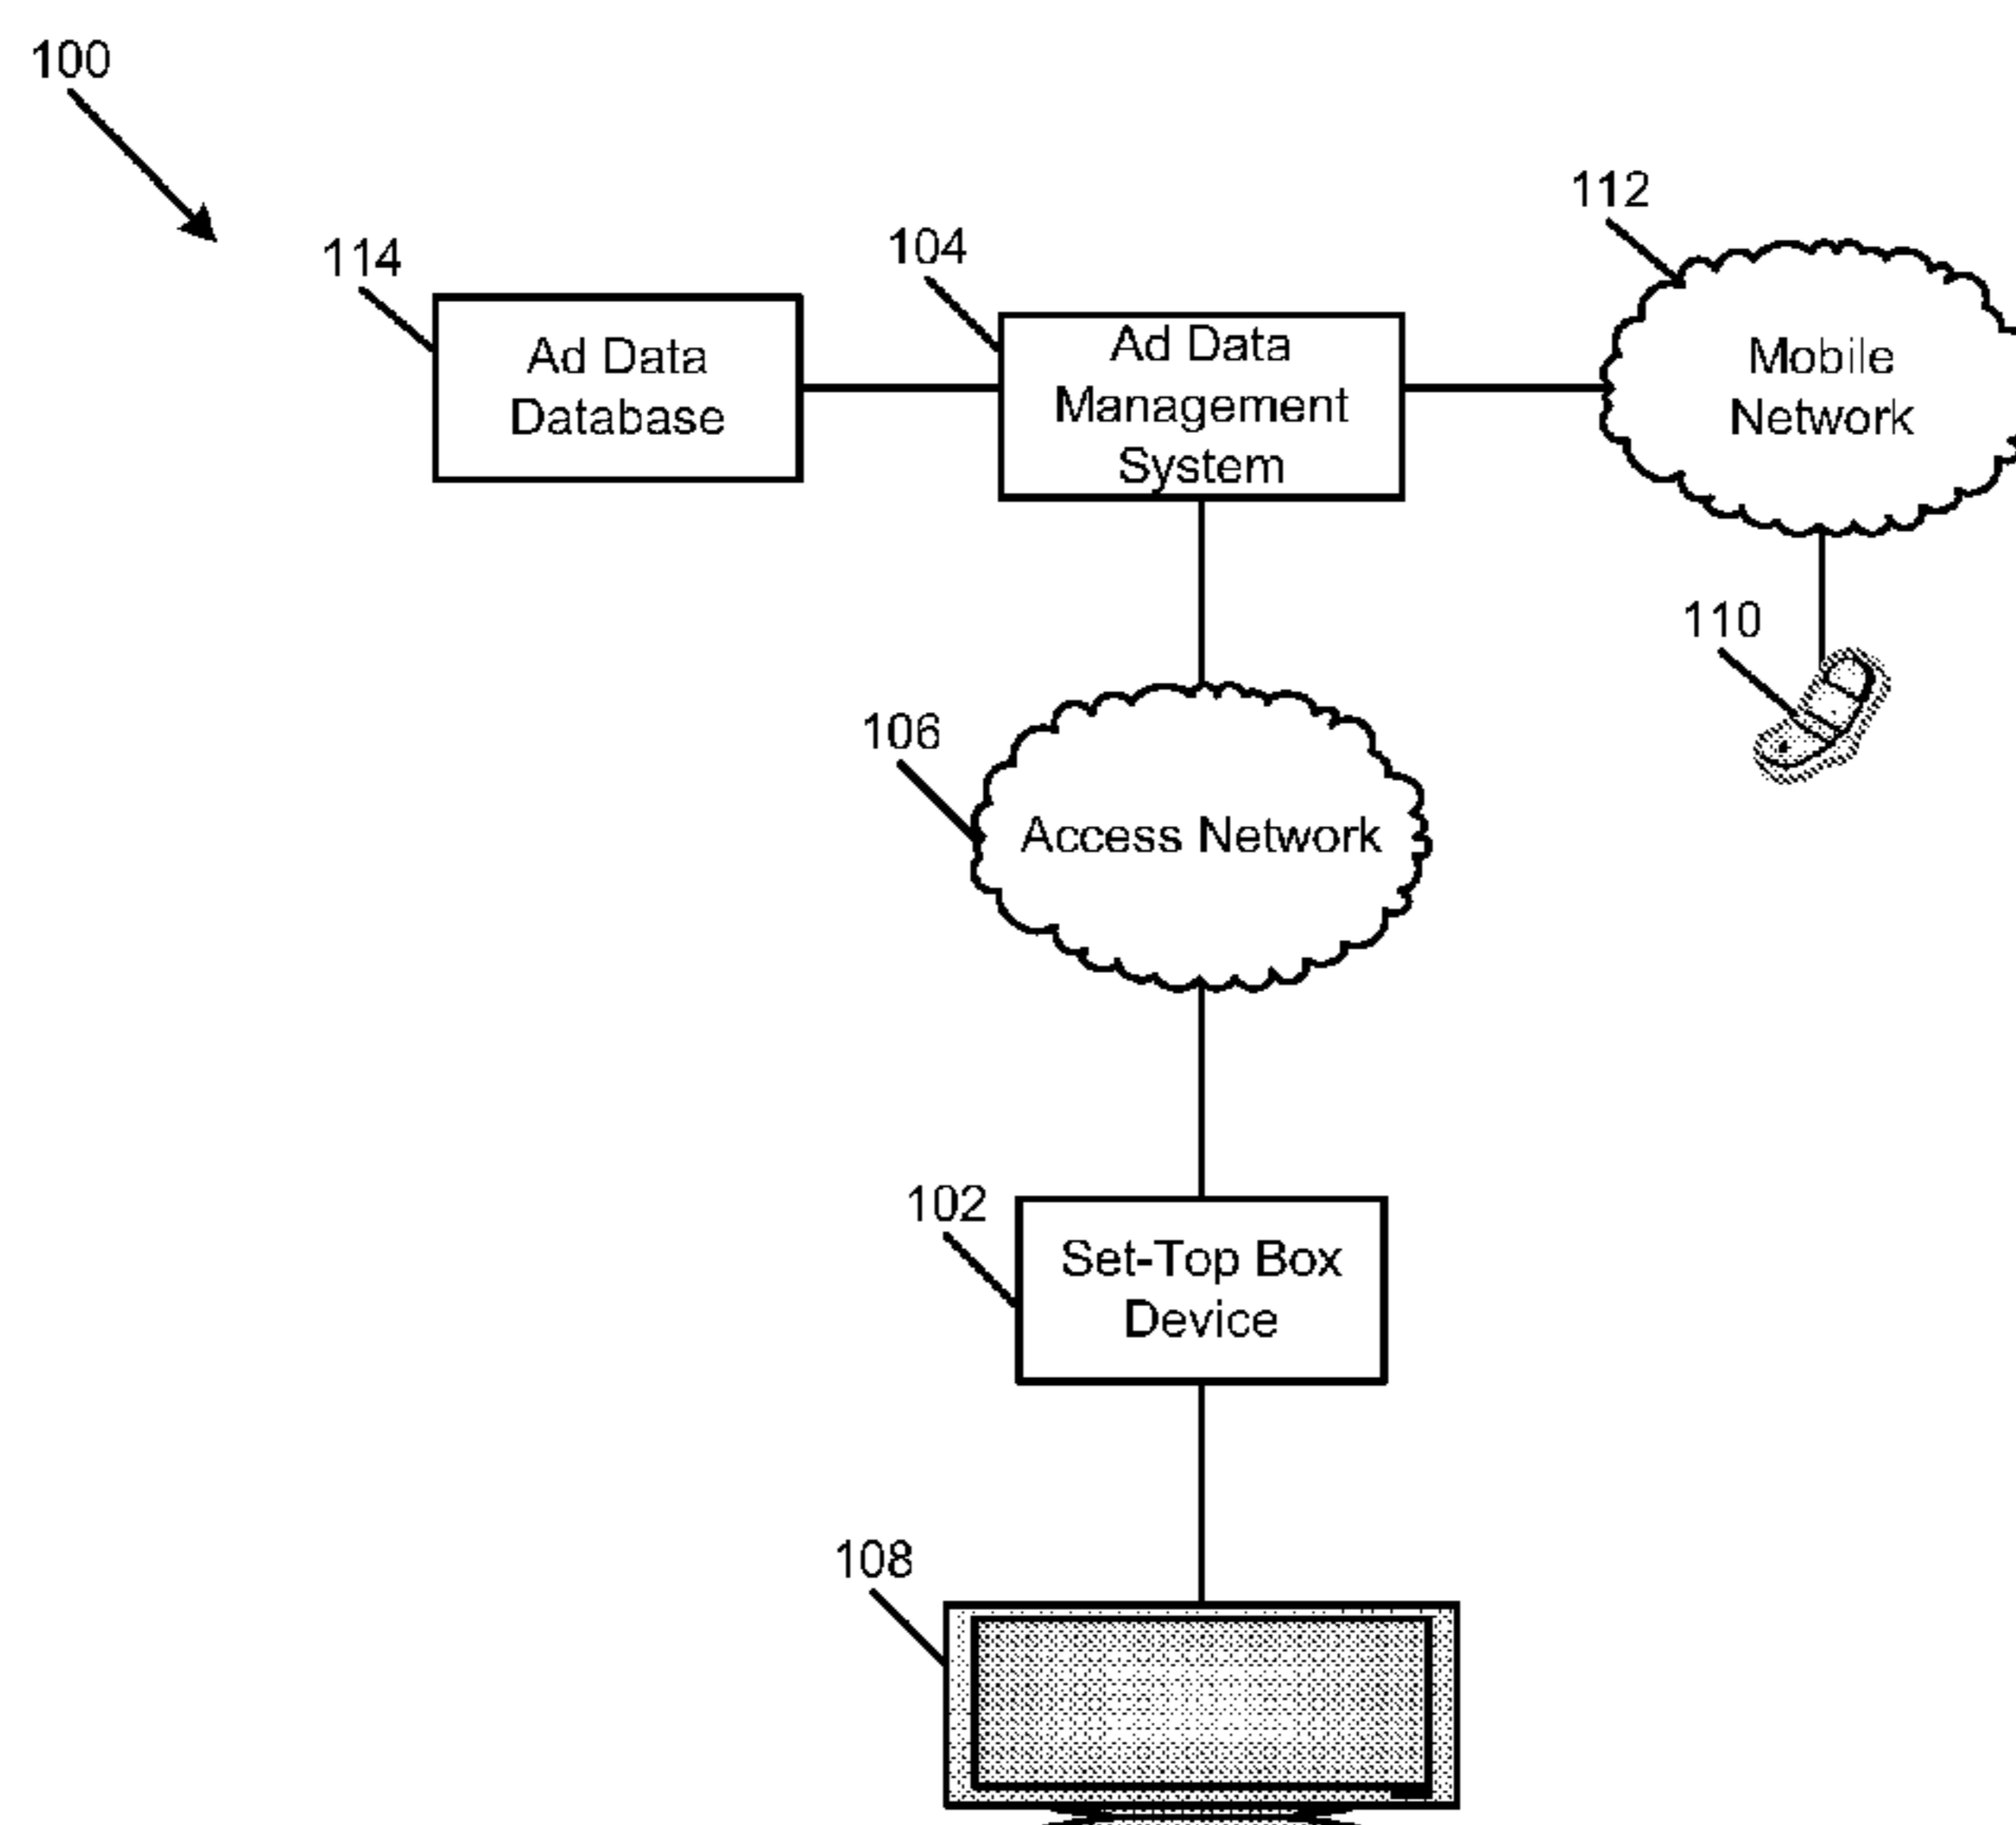 100
112
104
114
Ad Data
Database
Ad Data
Management
System
Mobile
Network
110
106
Access Network
102
Set-Top Box
Device
108